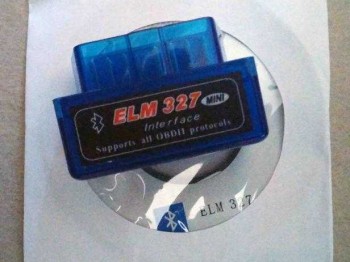 ELM 327 MINI
Interface
Supports all OBDII protocols
ELM 327